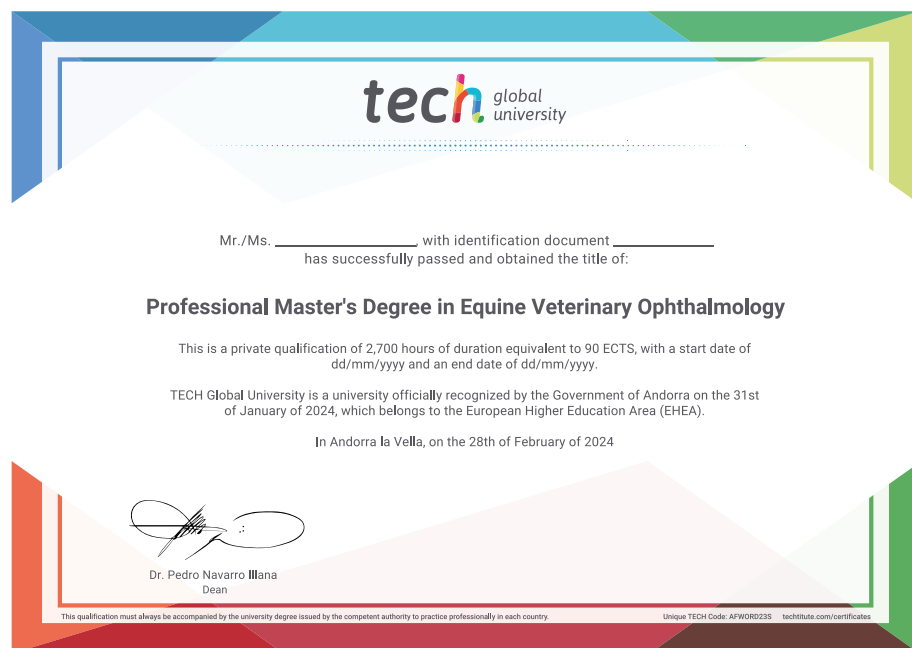 tech global
university
Mr./Ms. ________________, with identification document ____________
has successfully passed and obtained the title of:
Professional Master's Degree in Equine Veterinary Ophthalmology
This is a private qualification of 2,700 hours of duration equivalent to 90 ECTS, with a start date of
dd/mm/yyyy and an end date of dd/mm/yyyy.
TECH Global University is a university officially recognized by the Government of Andorra on the 31st
of January of 2024, which belongs to the European Higher Education Area (EHEA).
In Andorra la Vella, on the 28th of February of 2024
Dr. Pedro Navarro Illana
Dean
This qualification must always be accompanied by the university degree issued by the competent authority to practice professionally in each country.
Unique TECH Code: AFWORD23S techtitute.com/certificates